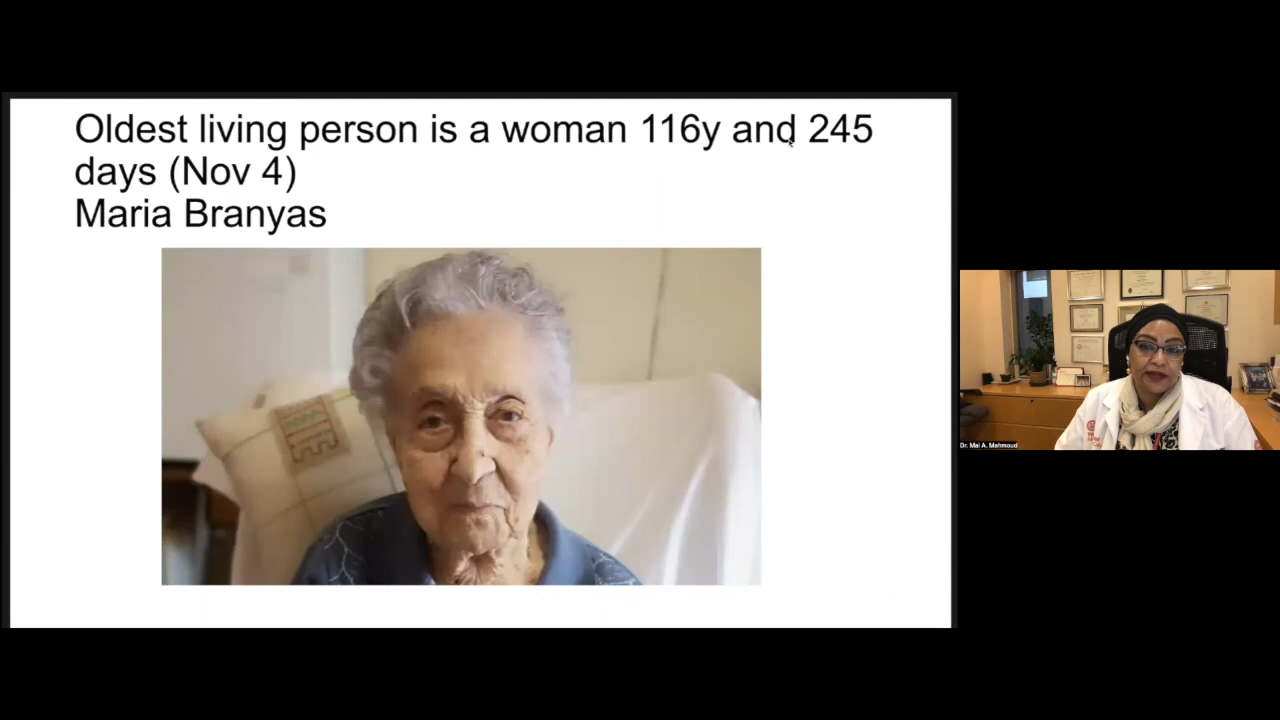 Oldest living person is a woman 116y and 245
days (Nov 4)
Maria Branyas
Dr. Mai A. Mahmoud